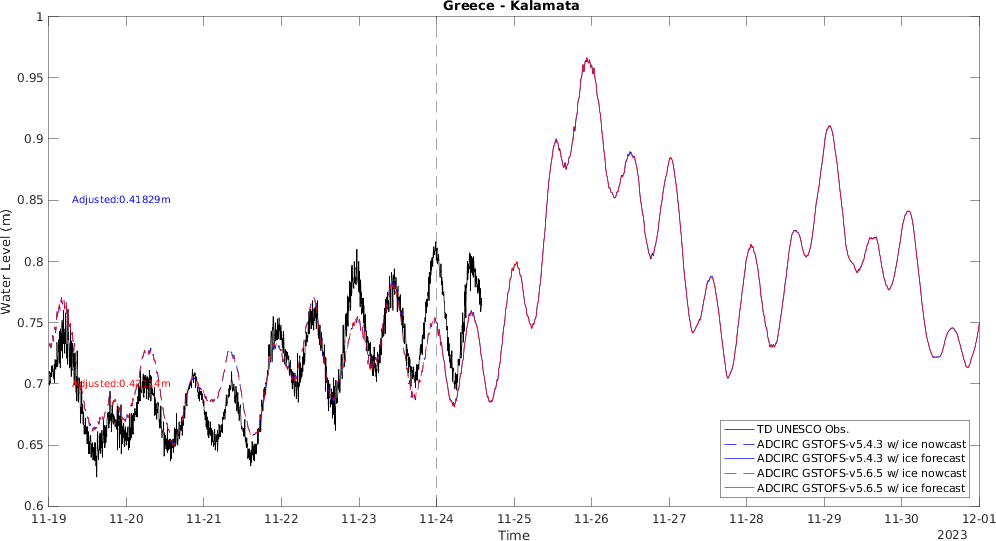 Greece - Kalamata
Water Level (m)
1
0.95
0.9
0.85
0.8
0.75
0.7
0.65
0.6
Adjusted:0.41829m
11-19
11-20
11-21
11-22
11-23
11-24
11-25
11-26
11-27
11-28
11-29
11-30
12-01
Time
2023
TD UNESCO Obs.
ADCIRC GSTOFS-v5.4.3 w/ ice nowcast
ADCIRC GSTOFS-v5.4.3 w/ ice forecast
ADCIRC GSTOFS-v5.6.5 w/ ice nowcast
ADCIRC GSTOFS-v5.6.5 w/ ice forecast